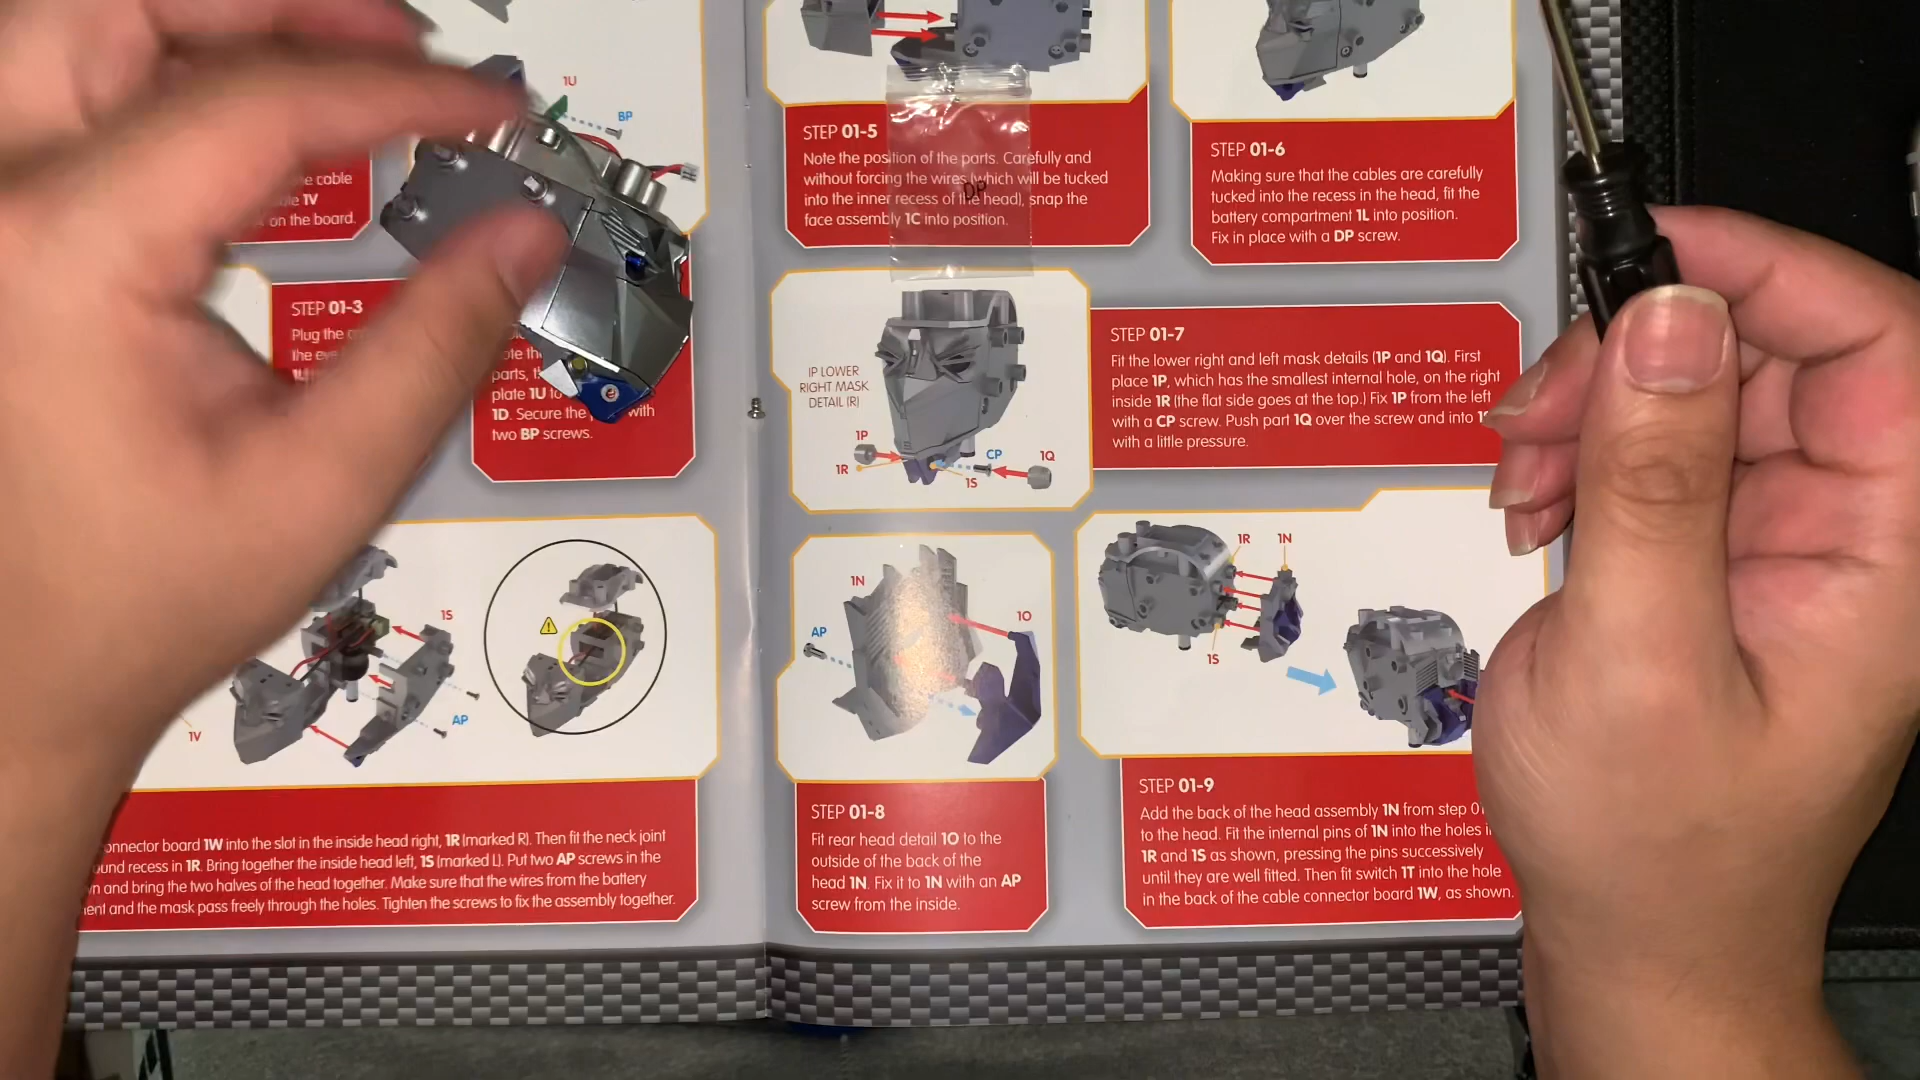 1U
BP
cable
1V
on the board.
STEP 01-3
Plug the
the eye
parts,
plate 1U to
1D. Secure the with
two BP screws.
1S
AP
1V
connector board 1W into the slot in the inside head right, 1R (marked R). Then fit the neck joint
recess in 1R. Bring together the inside head left, 1S (marked L). Put two AP screws in the
and bring the two halves of the head together. Make sure that the wires from the battery
and the mask pass freely through the holes. Tighten the screws to fix the assembly together.
STEP 01-5
Note the position of the parts. Carefully and
without forcing the wires (which will be tucked
into the inner recess of the head), snap the
face assembly 1C into position.
DP
STEP 01-6
Making sure that the cables are carefully
tucked into the recess in the head, fit the
battery compartment 1L into position.
Fix in place with a DP screw.
IP LOWER
RIGHT MASK
DETAIL (R)
1P
1R
CP
1Q
1S
STEP 01-7
Fit the lower right and left mask details (1P and 1Q). First
place 1P, which has the smallest internal hole, on the right
inside 1R (the flat side goes at the top.) Fix 1P from the left
with a CP screw. Push part 1Q over the screw and into
with a little pressure.
1N
1O
AP
STEP 01-8
Fit rear head detail 1O to the
outside of the back of the
head 1N. Fix it to 1N with an AP
screw from the inside.
1R
1N
1S
STEP 01-9
Add the back of the head assembly 1N from step
to the head. Fit the internal pins of 1N into the holes
1R and 1S as shown, pressing the pins successively
until they are well fitted. Then fit switch 1T into the hole
in the back of the cable connector board 1W, as shown.